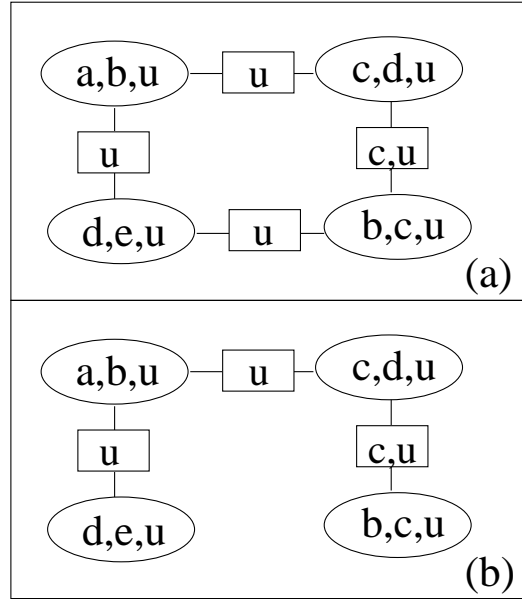 a,b,u u c,d,u
u c,u
d,e,u u b,c,u
(a)
a,b,u u c,d,u
u c,u
d,e,u b,c,u
(b)